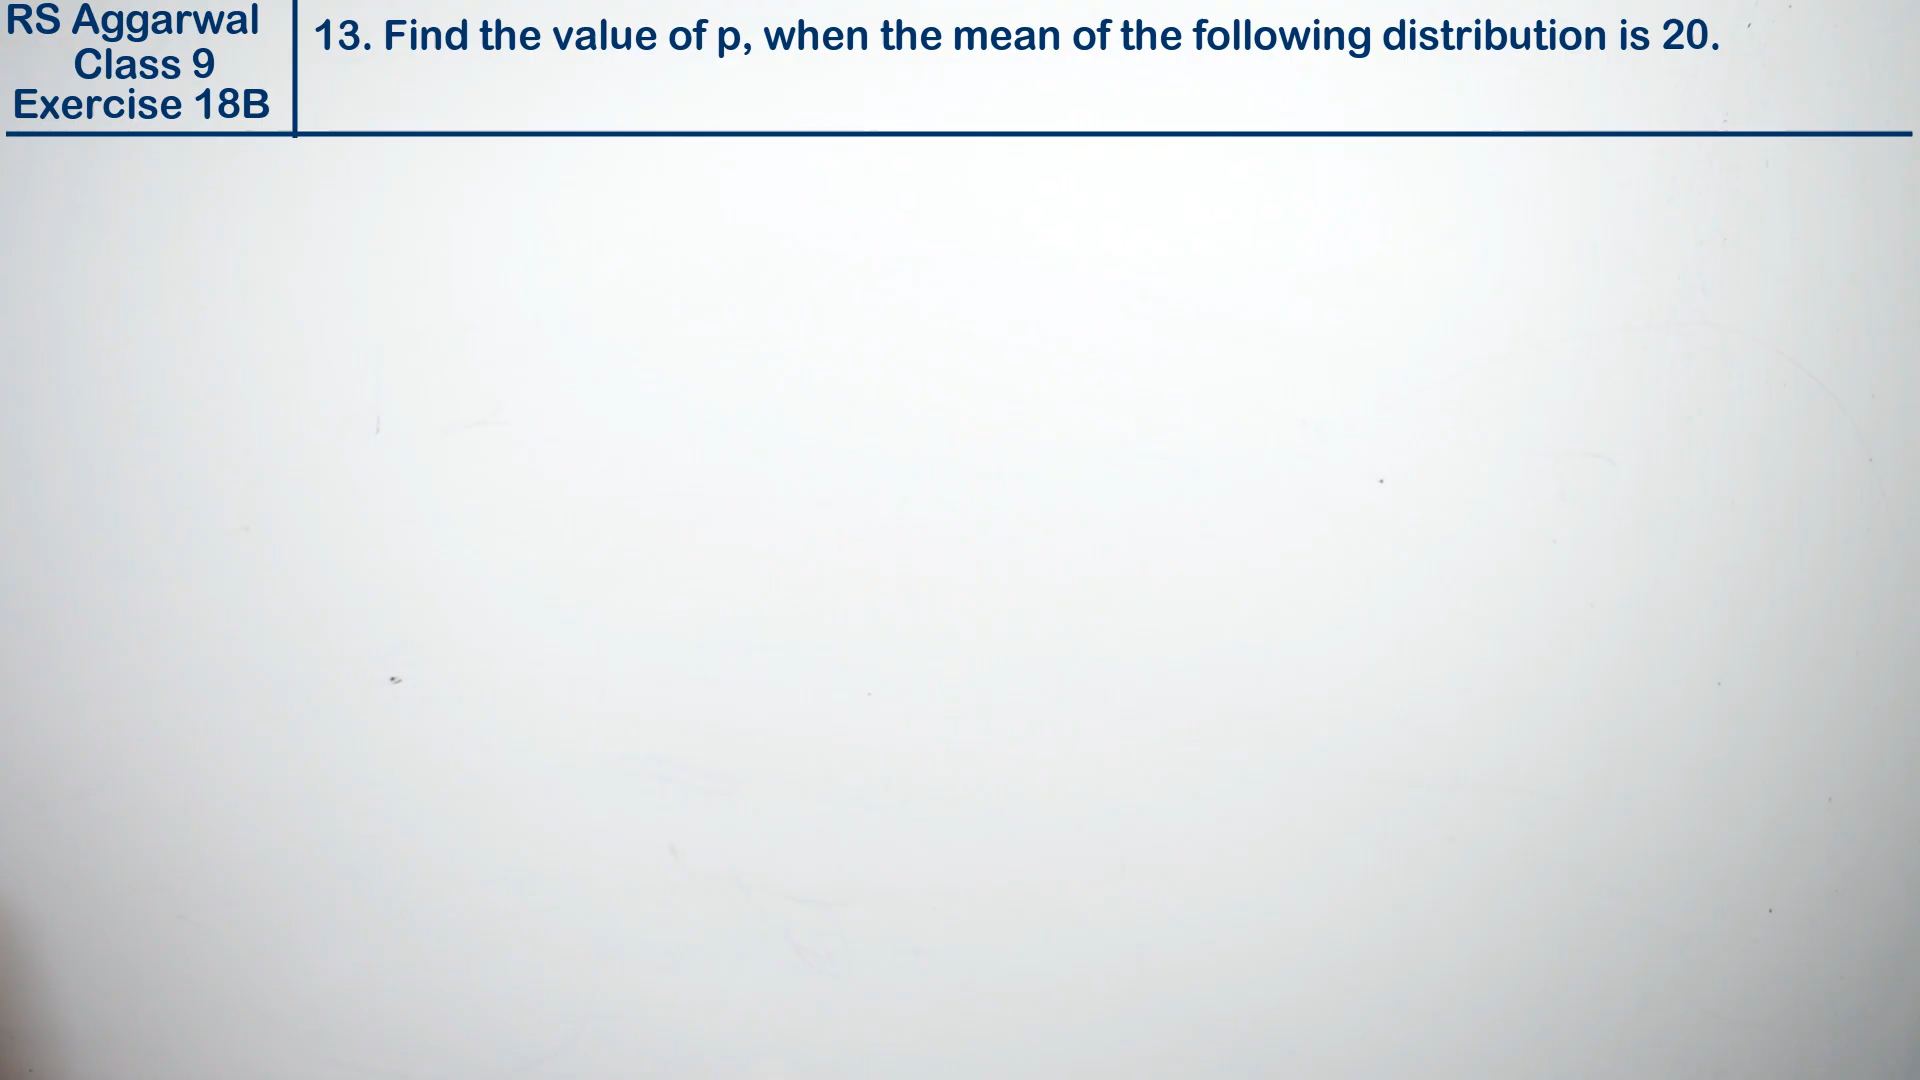 RS Aggarwal
Class 9
Exercise 18B
13. Find the value of p, when the mean of the following distribution is 20.